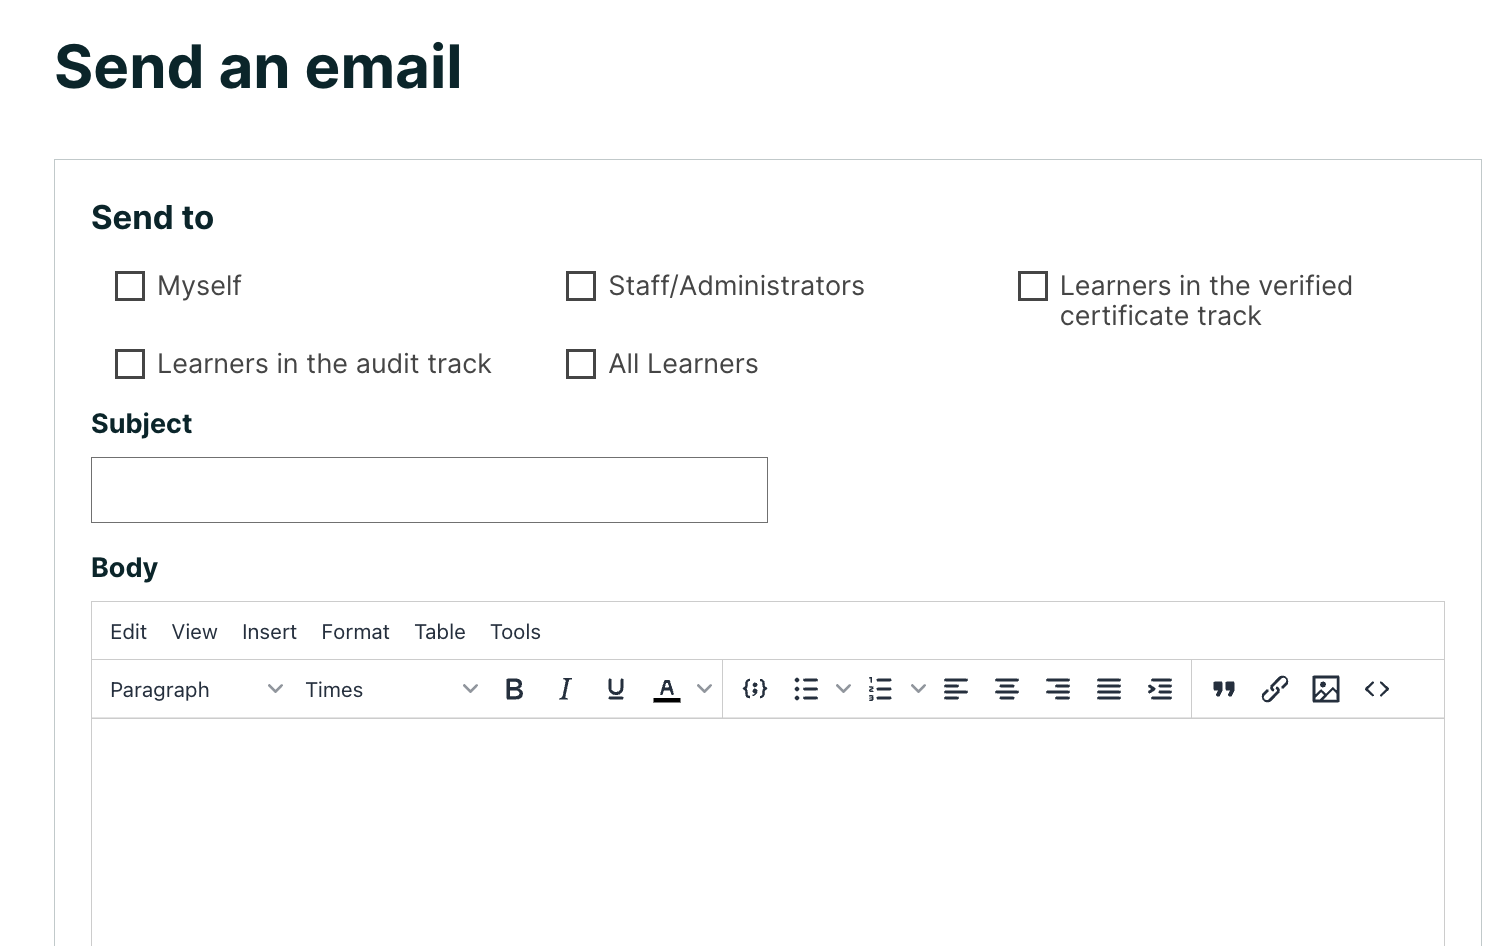 Send an email
Send to
Myself
Staff/Administrators
Learners in the verified
certificate track
Learners in the audit track
All Learners
Subject
Body
Edit View Insert Format Table Tools
Paragraph Times B I U A